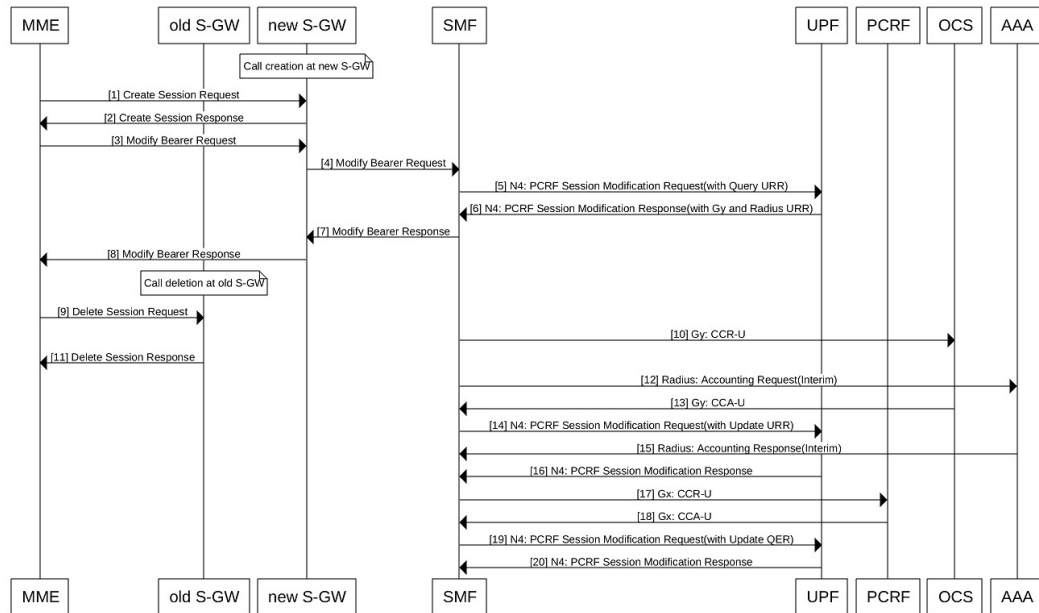 MME old S-GW new S-GW SMF UPF PCRF OCS AAA
Call creation at new S-GW
[1] Create Session Request
[2] Create Session Response
[3] Modify Bearer Request
[4] Modify Bearer Request
[5] N4: PCRF Session Modification Request(with Query URR)
[6] N4: PCRF Session Modification Response(with Gy and Radius URR)
[7] Modify Bearer Response
[8] Modify Bearer Response
Call deletion at old S-GW
[9] Delete Session Request
[10] Gy: CCR-U
[11] Delete Session Response
[12] Radius: Accounting Request(Interim)
[13] Gy: CCA-U
[14] N4: PCRF Session Modification Request(with Update URR)
[15] Radius: Accounting Response(Interim)
[16] N4: PCRF Session Modification Response
[17] Gx: CCR-U
[18] Gx: CCA-U
[19] N4: PCRF Session Modification Request(with Update QER)
[20] N4: PCRF Session Modification Response
MME old S-GW new S-GW SMF UPF PCRF OCS AAA